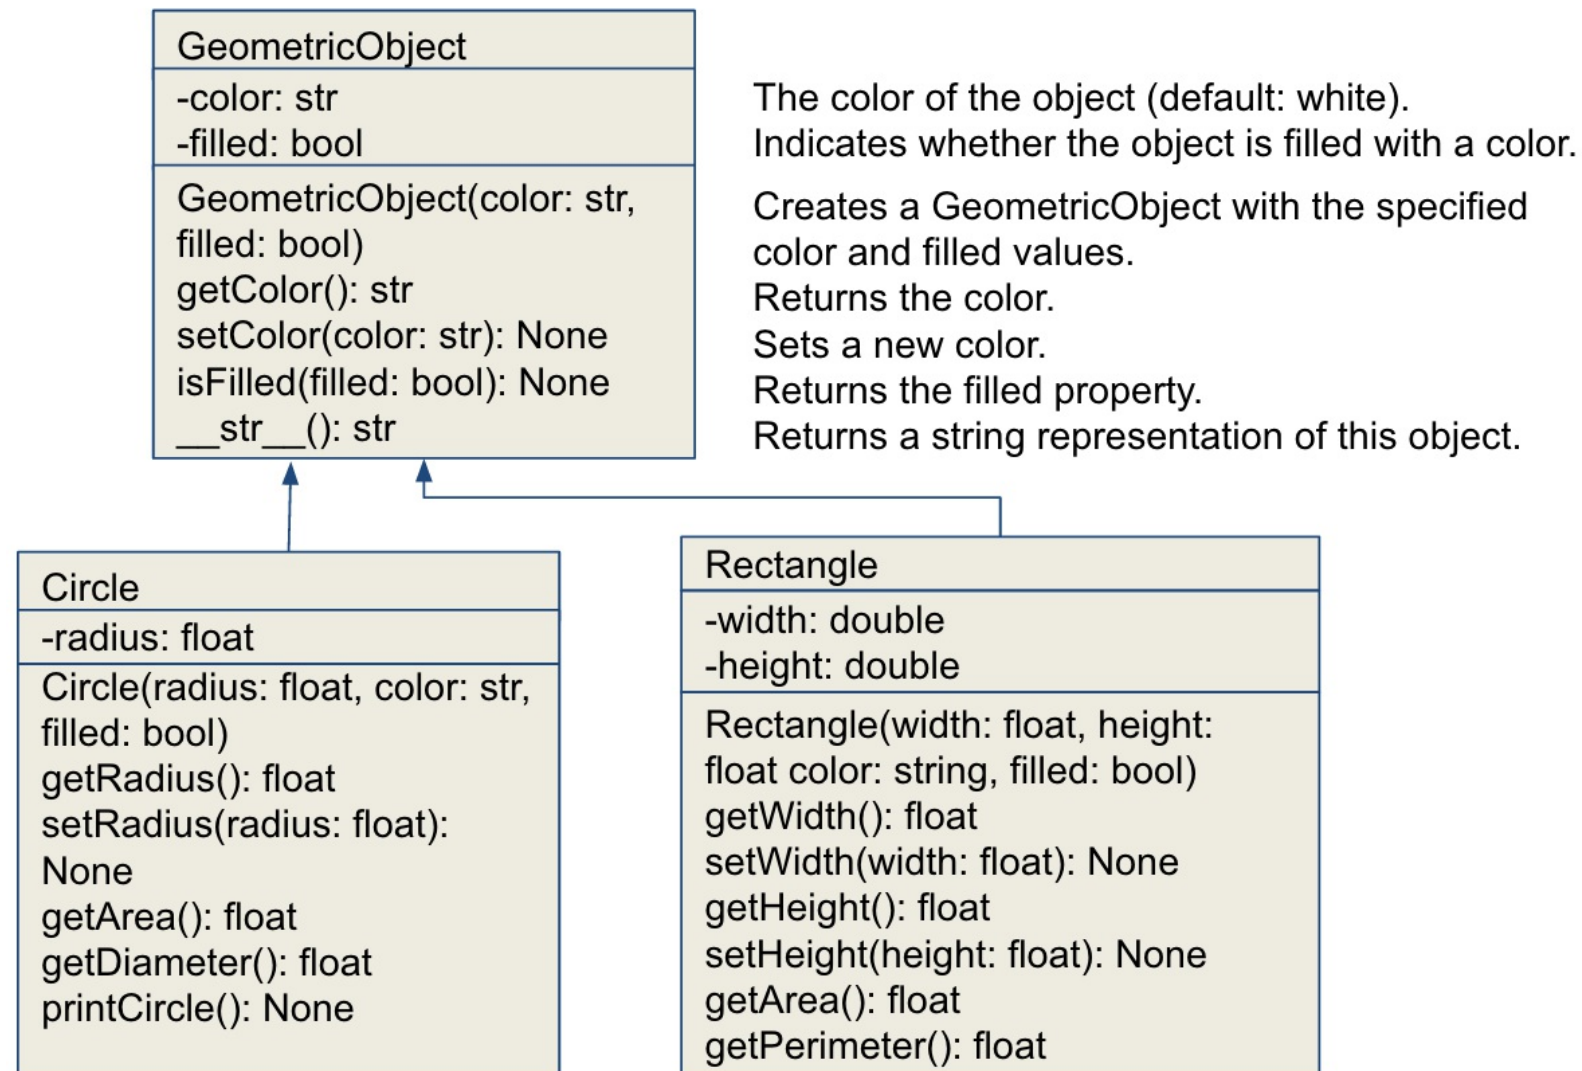 GeometricObject
-color: str
-filled: bool
GeometricObject(color: str,
filled: bool)
getColor(): str
setColor(color: str): None
isFilled(filled: bool): None
__str__(): str
The color of the object (default: white).
Indicates whether the object is filled with a color.
Creates a GeometricObject with the specified
color and filled values.
Returns the color.
Sets a new color.
Returns the filled property.
Returns a string representation of this object.
Circle
-radius: float
Circle(radius: float, color: str,
filled: bool)
getRadius(): float
setRadius(radius: float):
None
getArea(): float
getDiameter(): float
printCircle(): None
Rectangle
-width: double
-height: double
Rectangle(width: float, height:
float color: string, filled: bool)
getWidth(): float
setWidth(width: float): None
getHeight(): float
setHeight(height: float): None
getArea(): float
getPerimeter(): float